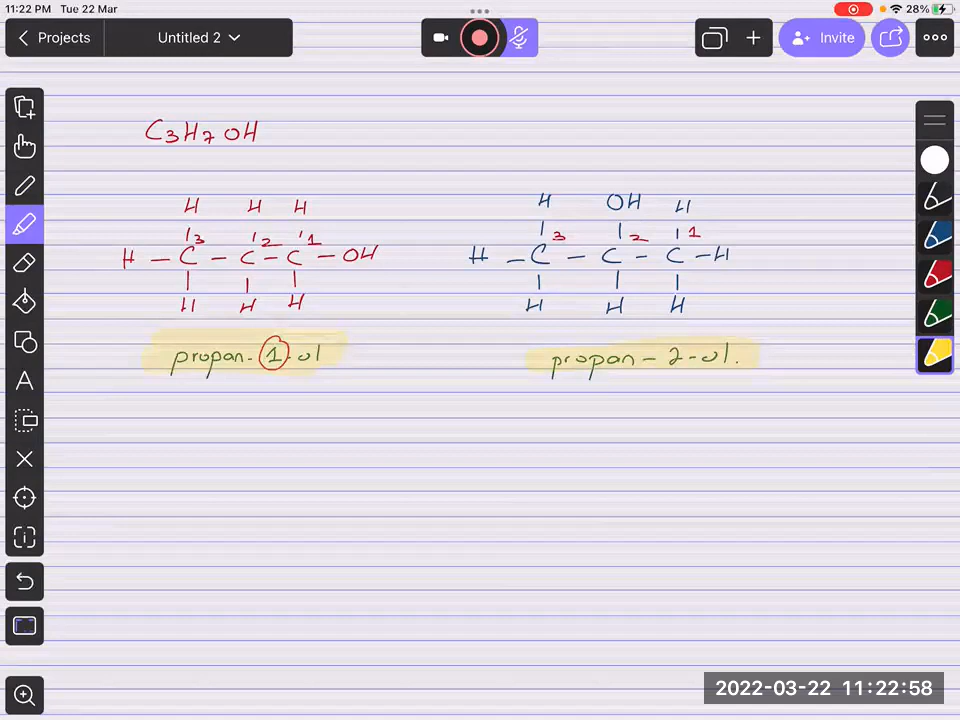 11:22 PM Tue 22 Mar 28%
Projects Untitled 2 Invite
C3H7OH
H H H
3 2 1
H - C - C - C - OH
H H H
propan-1-ol
H OH H
3 2 1
H - C - C - C - H
H H H
propan-2-ol.
A
2022-03-22 11:22:58